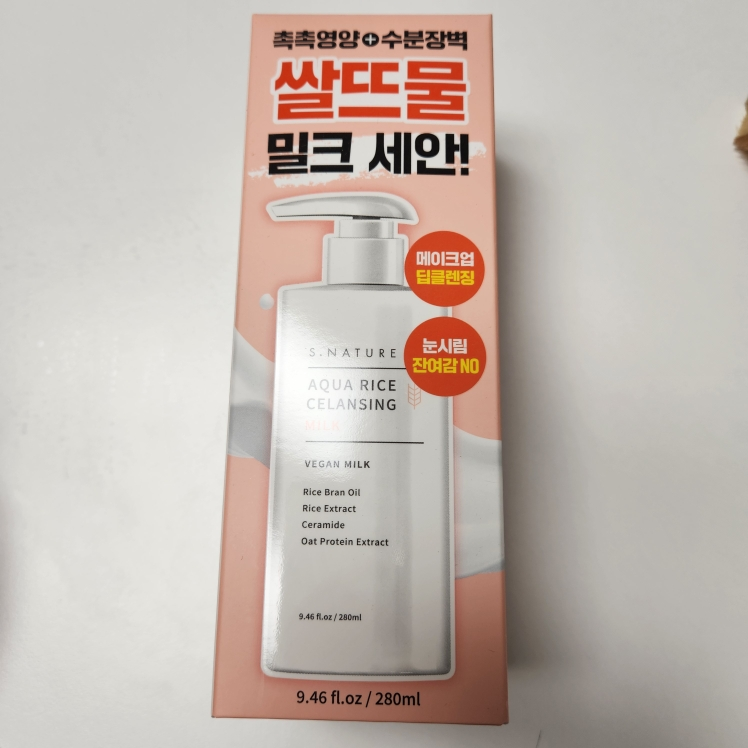 촉촉영양+수분장벽
쌀뜨물
밀크 세안!
메이크업
딥클렌징
눈시림
잔여감 NO
S.NATURE
AQUA RICE
CELANSING
MILK
VEGAN MILK
Rice Bran Oil
Rice Extract
Ceramide
Oat Protein Extract
9.46 fl.oz / 280ml
9.46 fl.oz / 280ml